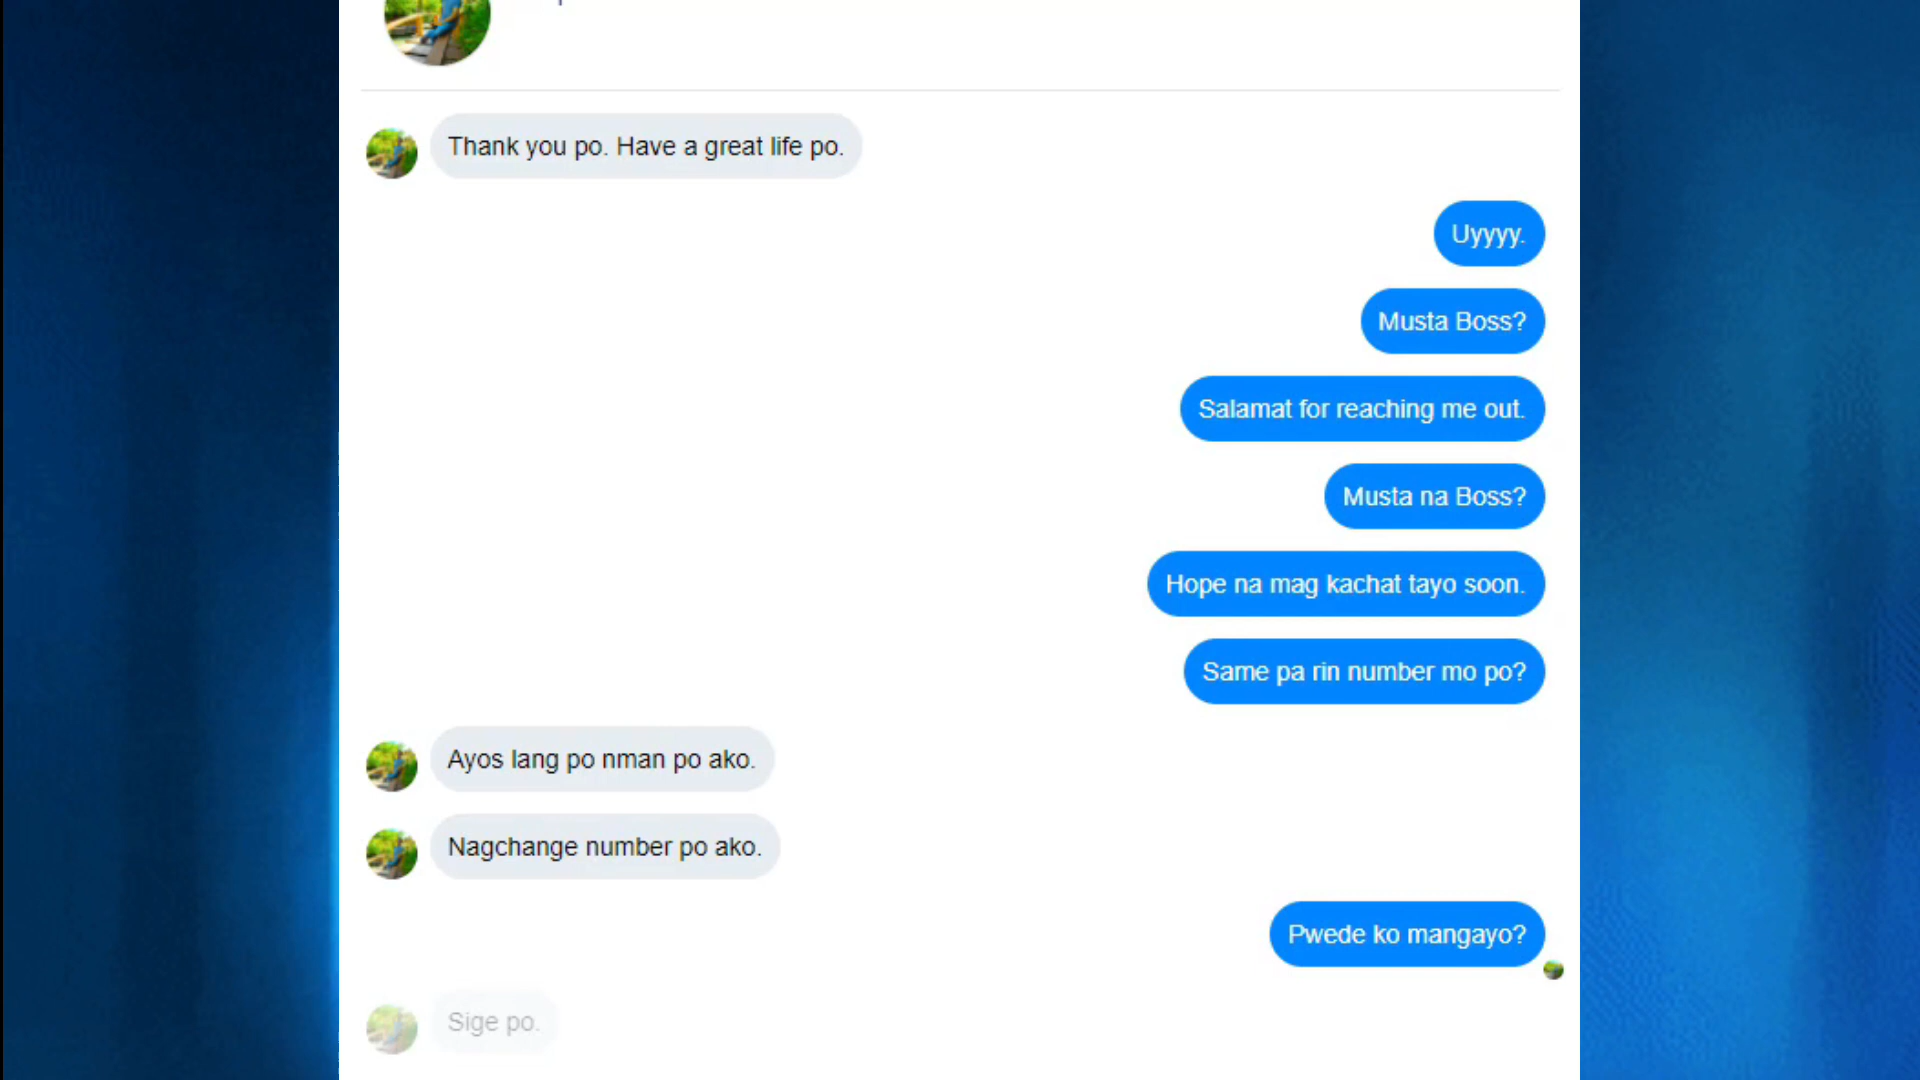 Thank you po. Have a great life po.
Uyyyy.
Musta Boss?
Salamat for reaching me out.
Musta na Boss?
Hope na mag kachat tayo soon.
Same pa rin number mo po?
Ayos lang po nman po ako.
Nagchange number po ako.
Pwede ko mangayo?
Sige po.